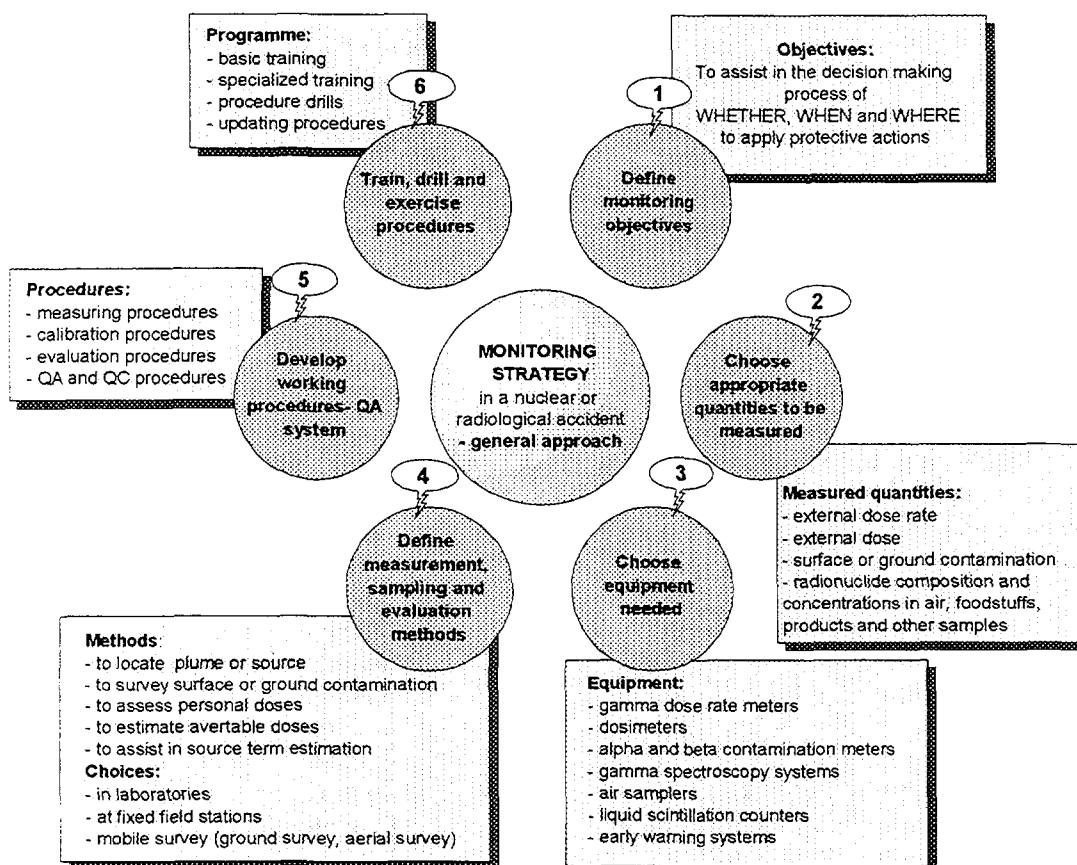 MONITORING
STRATEGY
in a nuclear or
radiological accident
- general approach
1
Define
monitoring
objectives
Objectives:
To assist in the decision making
process of
WHETHER, WHEN and WHERE
to apply protective actions
2
Choose
appropriate
quantities to be
measured
Measured quantities:
- external dose rate
- external dose
- surface or ground contamination
- radionuclide composition and
concentrations in air, foodstuffs,
products and other samples
3
Choose
equipment
needed
Equipment:
- gamma dose rate meters
- dosimeters
- alpha and beta contamination meters
- gamma spectroscopy systems
- air samplers
- liquid scintillation counters
- early warning systems
4
Define
measurement,
sampling and
evaluation
methods
Methods:
- to locate plume or source
- to survey surface or ground contamination
- to assess personal doses
- to estimate avertable doses
- to assist in source term estimation
Choices:
- in laboratories
- at fixed field stations
- mobile survey (ground survey, aerial survey)
5
Develop
working
procedures- QA
system
Procedures:
- measuring procedures
- calibration procedures
- evaluation procedures
- QA and QC procedures
6
Train, drill and
exercise
procedures
Programme:
- basic training
- specialized training
- procedure drills
- updating procedures